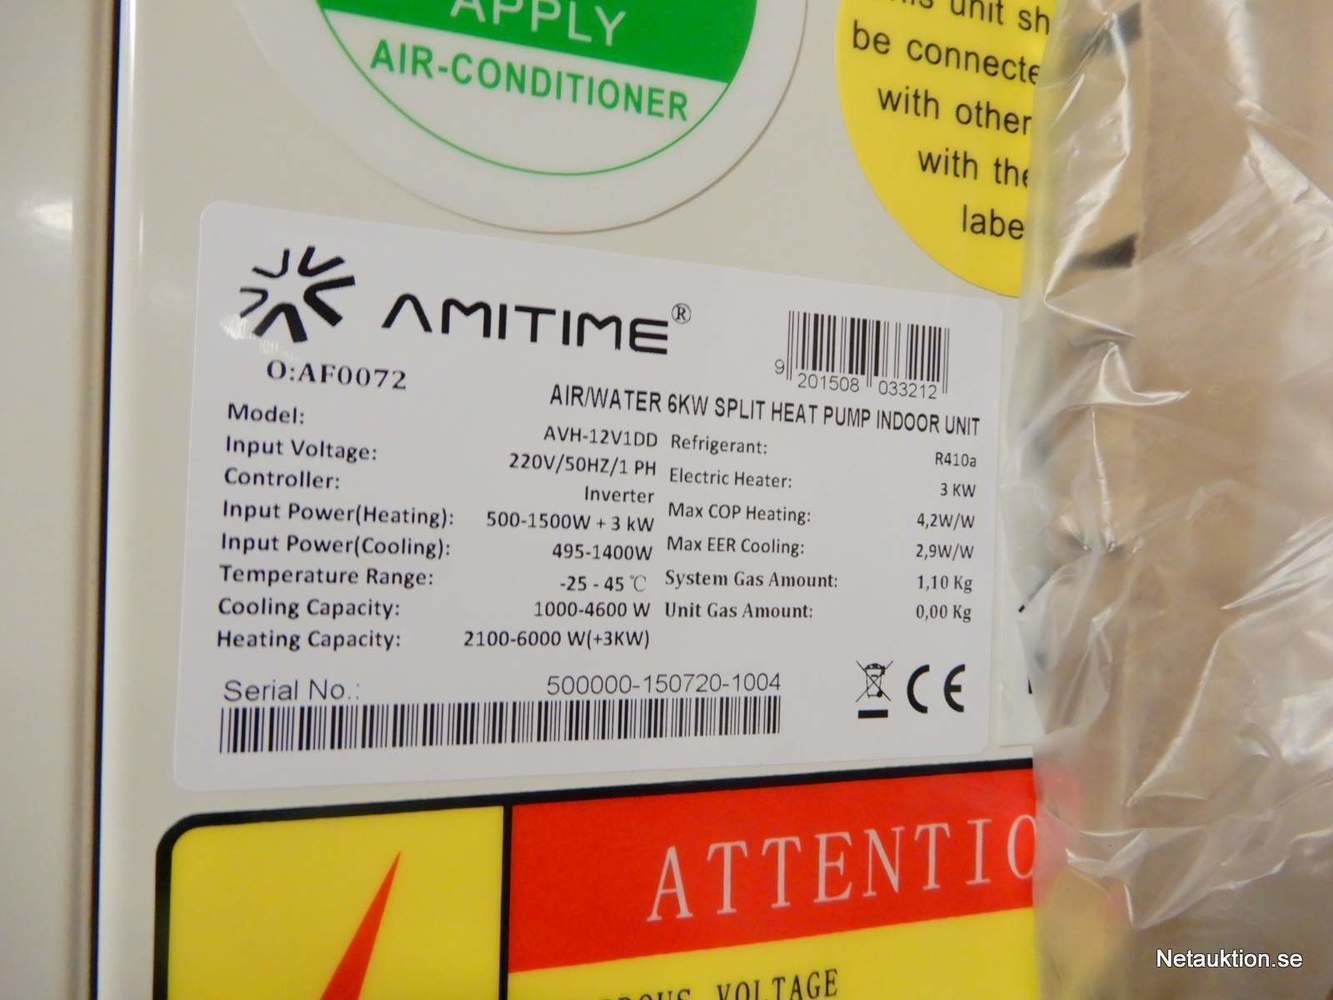 APPLY
AIR-CONDITIONER
unit sh
be connecte
with other
with the
labe
AMITIME®
O:AF0072
9 201508 033212
AIR/WATER 6KW SPLIT HEAT PUMP INDOOR UNIT
Model: AVH-12V1DD Refrigerant: R410a
Input Voltage: 220V/50HZ/1 PH Electric Heater: 3 KW
Controller: Inverter Max COP Heating: 4,2W/W
Input Power(Heating): 500-1500W + 3 kW Max EER Cooling: 2,9W/W
Input Power(Cooling): 495-1400W System Gas Amount: 1,10 Kg
Temperature Range: -25 - 45 ℃ Unit Gas Amount: 0,00 Kg
Cooling Capacity: 1000-4600 W
Heating Capacity: 2100-6000 W(+3KW)
Serial No.: 500000-150720-1004
CE
ATTENTIO
VOLTAGE
Netauktion.se